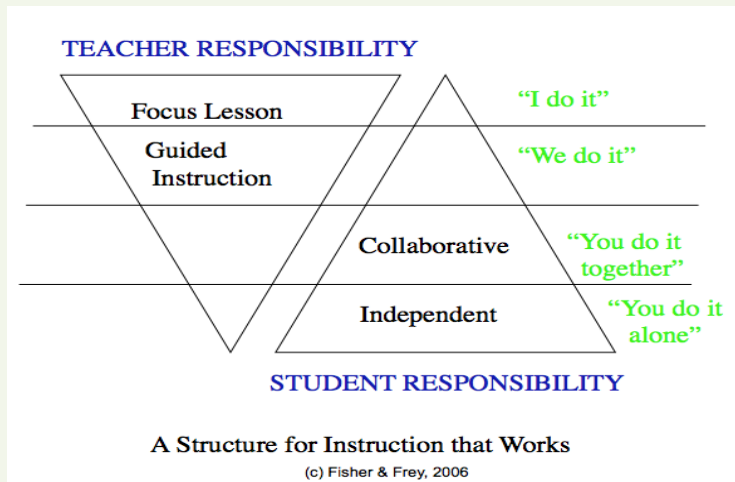 TEACHER RESPONSIBILITY
Focus Lesson
“I do it”
Guided
Instruction
“We do it”
Collaborative
“You do it
together”
Independent
“You do it
alone”
STUDENT RESPONSIBILITY
A Structure for Instruction that Works
(c) Fisher & Frey, 2006